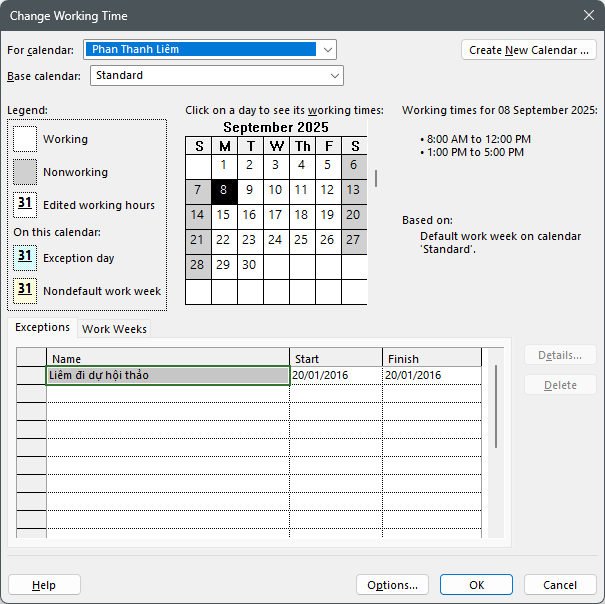 Change Working Time
For calendar: Phan Thanh Liêm
Create New Calendar ...
Base calendar: Standard
Legend:
Working
Nonworking
31 Edited working hours
On this calendar:
31 Exception day
31 Nondefault work week
Click on a day to see its working times:
September 2025
S M T W Th F S
1 2 3 4 5 6
7 8 9 10 11 12 13
14 15 16 17 18 19 20
21 22 23 24 25 26 27
28 29 30
Working times for 08 September 2025:
• 8:00 AM to 12:00 PM
• 1:00 PM to 5:00 PM
Based on:
Default work week on calendar
'Standard'.
Exceptions Work Weeks
Name Start Finish
Liêm đi dự hội thảo 20/01/2016 20/01/2016
Details...
Delete
Help Options... OK Cancel